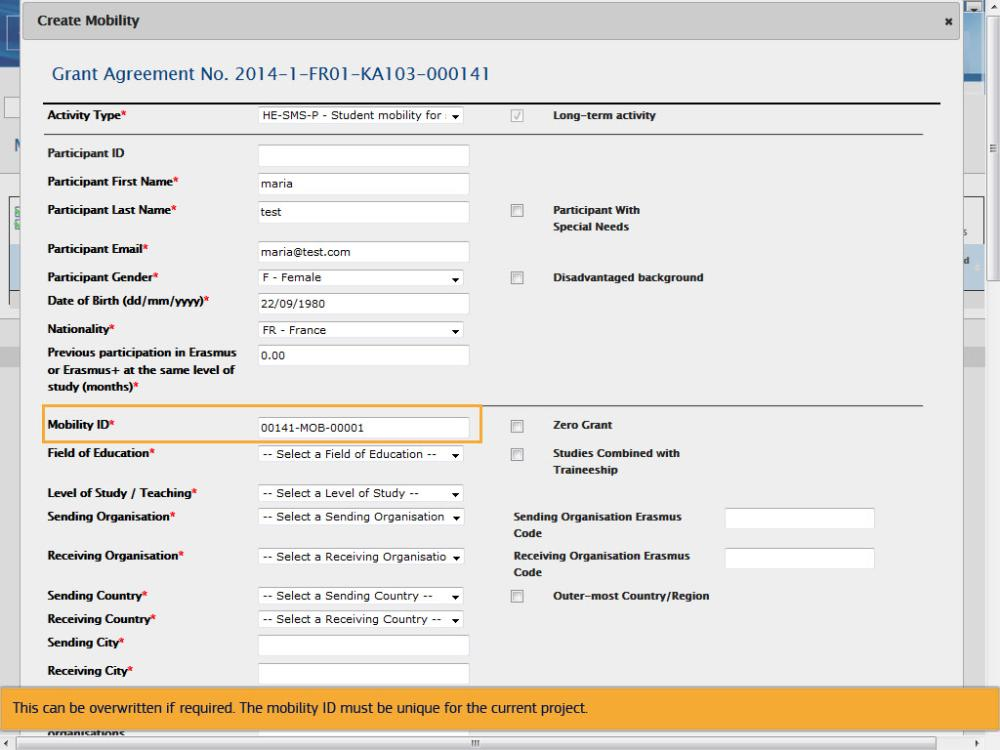 Create Mobility
Grant Agreement No. 2014-1-FR01-KA103-000141
Activity Type* HE-SMS-P - Student mobility for Long-term activity
Participant ID
Participant First Name* maria
Participant Last Name* test Participant With
Special Needs
Participant Email* maria@test.com
Participant Gender* F - Female Disadvantaged background
Date of Birth (dd/mm/yyyy)* 22/09/1980
Nationality* FR - France
Previous participation in Erasmus 0.00
or Erasmus+ at the same level of
study (months)*
Mobility ID* 00141-MOB-00001 Zero Grant
Field of Education* -- Select a Field of Education -- Studies Combined with
Traineeship
Level of Study / Teaching* -- Select a Level of Study --
Sending Organisation* -- Select a Sending Organisation Sending Organisation Erasmus
Code
Receiving Organisation* -- Select a Receiving Organisatio Receiving Organisation Erasmus
Code
Sending Country* -- Select a Sending Country -- Outer-most Country/Region
Receiving Country* -- Select a Receiving Country --
Sending City*
Receiving City*
This can be overwritten if required. The mobility ID must be unique for the current project.
organisations